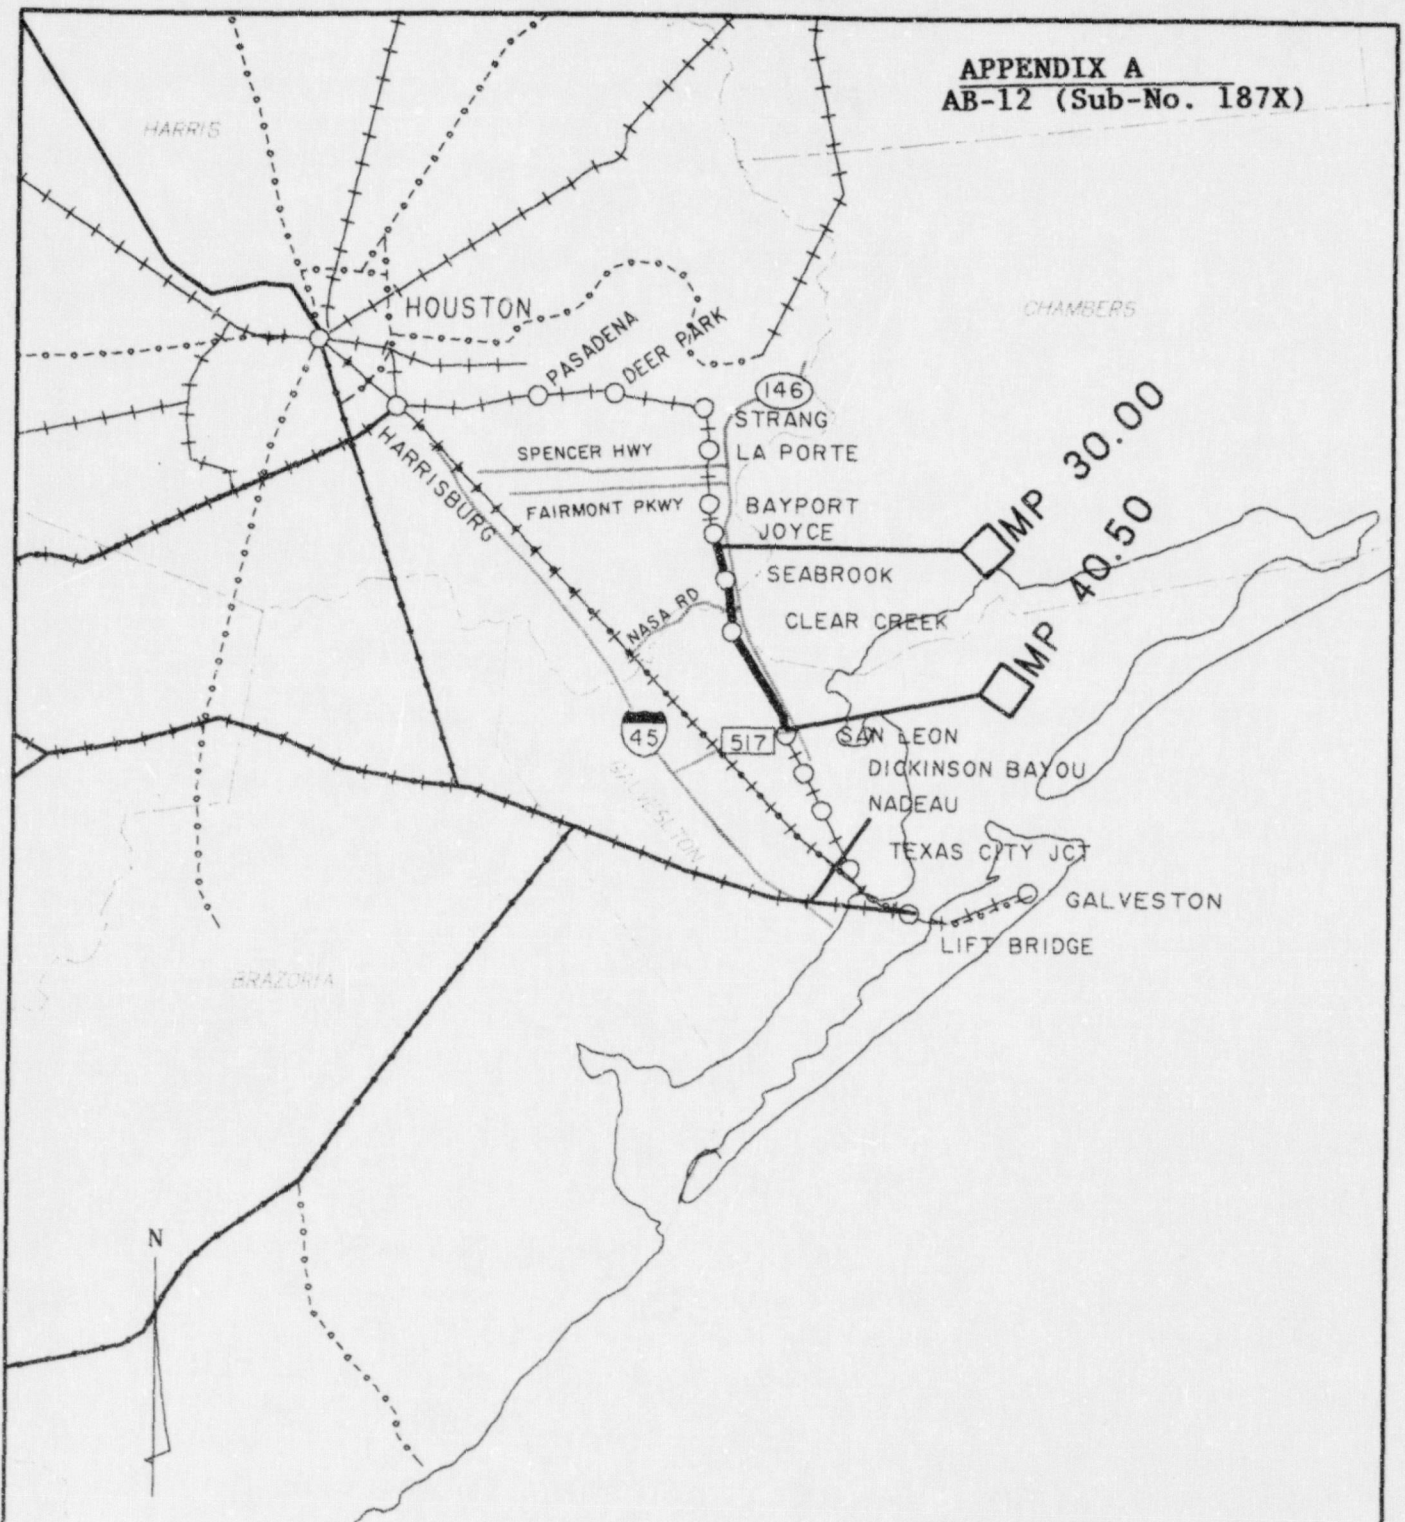 APPENDIX A
AB-12 (Sub-No. 187X)
HARRIS
HOUSTON
CHAMBERS
PASADENA
DEER PARK
146
STRANG
SPENCER HWY
LA PORTE
HARRISBURG
FAIRMONT PKWY
BAYPORT
JOYCE
MP 30.00
SEABROOK
NASA RD
CLEAR CREEK
MP 40.50
45
517
SAN LEON
DICKINSON BAYOU
GALVESLTON
NADEAU
TEXAS CITY JCT
GALVESTON
LIFT BRIDGE
BRAZORIA
N